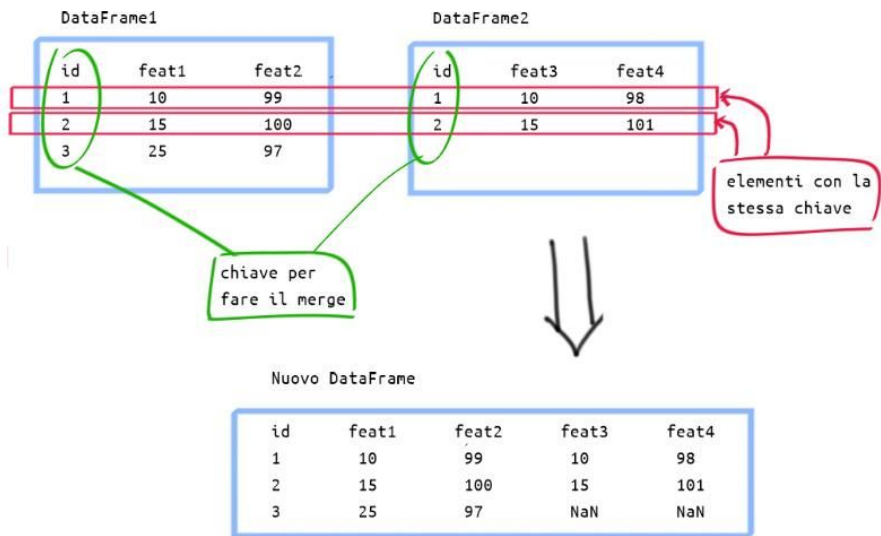 DataFrame1
DataFrame2
id feat1 feat2
1 10 99
2 15 100
3 25 97
id feat3 feat4
1 10 98
2 15 101
elementi con la
stessa chiave
chiave per
fare il merge
Nuovo DataFrame
id feat1 feat2 feat3 feat4
1 10 99 10 98
2 15 100 15 101
3 25 97 NaN NaN